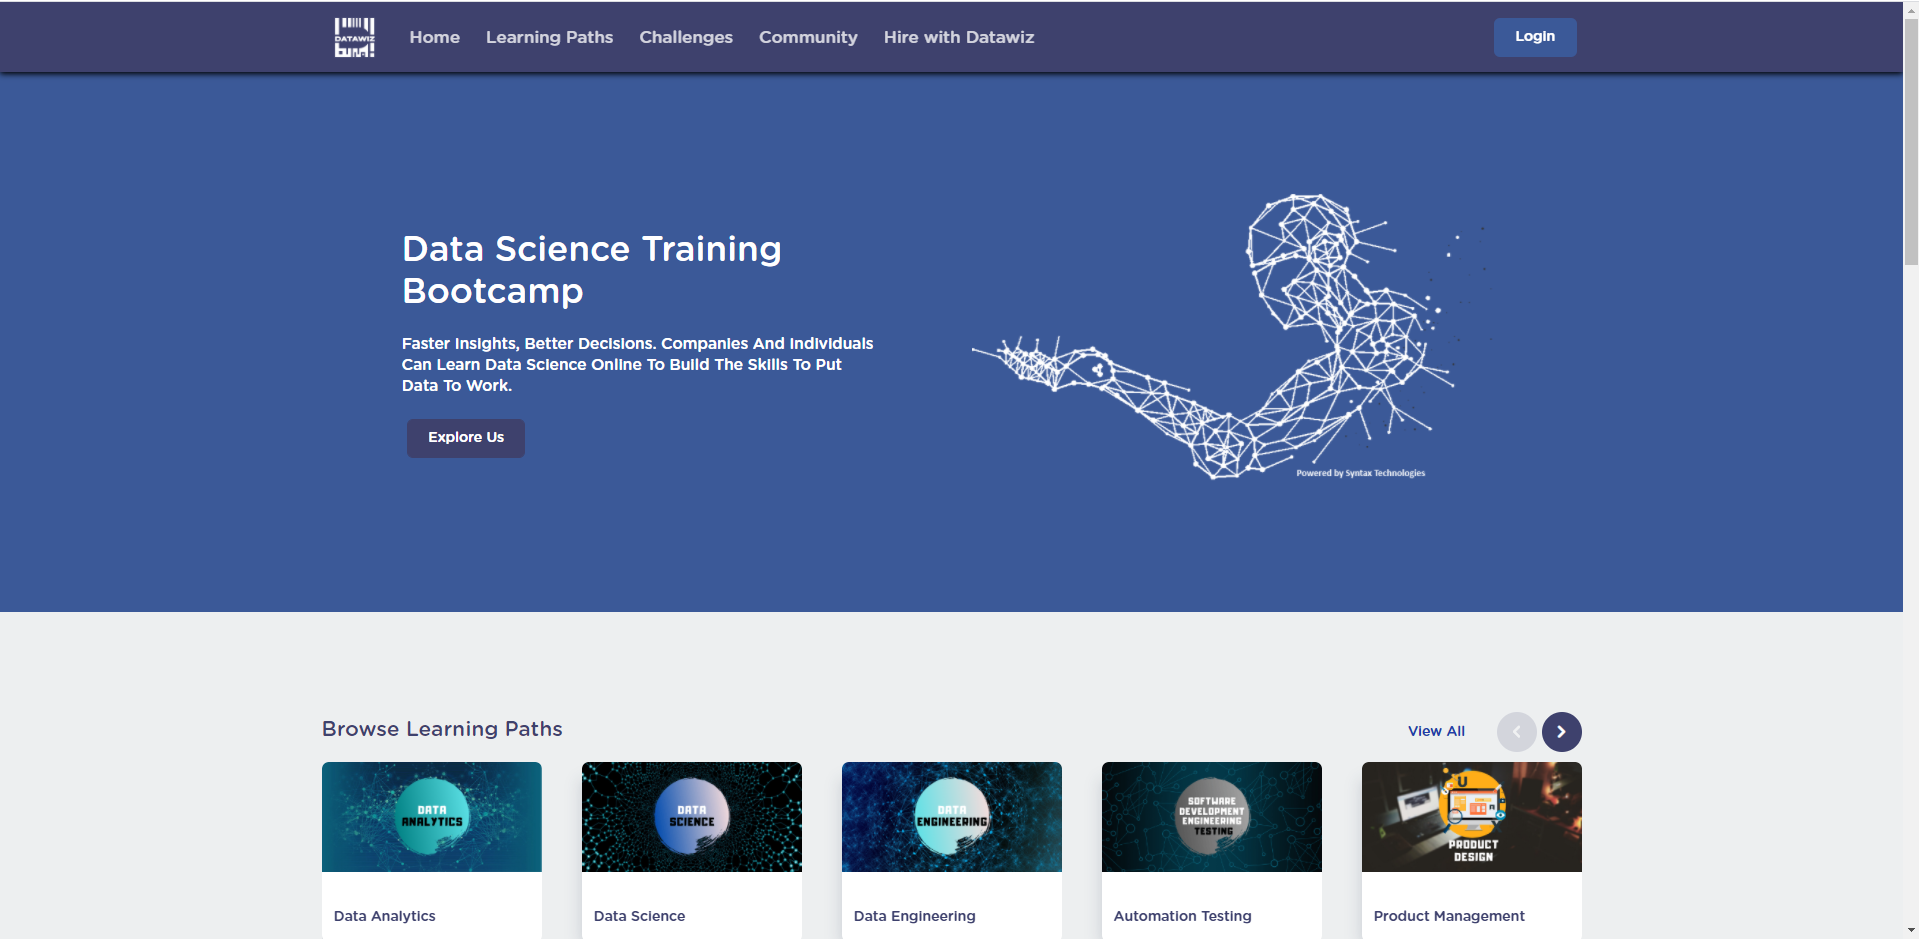 DATAWIZ
Home Learning Paths Challenges Community Hire with Datawiz Login
Data Science Training
Bootcamp
Faster Insights, Better Decisions. Companies And Individuals
Can Learn Data Science Online To Build The Skills To Put
Data To Work.
Explore Us
Powered by Syntax Technologies
Browse Learning Paths
View All
DATA
ANALYTICS
DATA
SCIENCE
DATA
ENGINEERING
SOFTWARE
DEVELOPMENT
ENGINEERING
TESTING
U
PRODUCT
DESIGN
Data Analytics
Data Science
Data Engineering
Automation Testing
Product Management